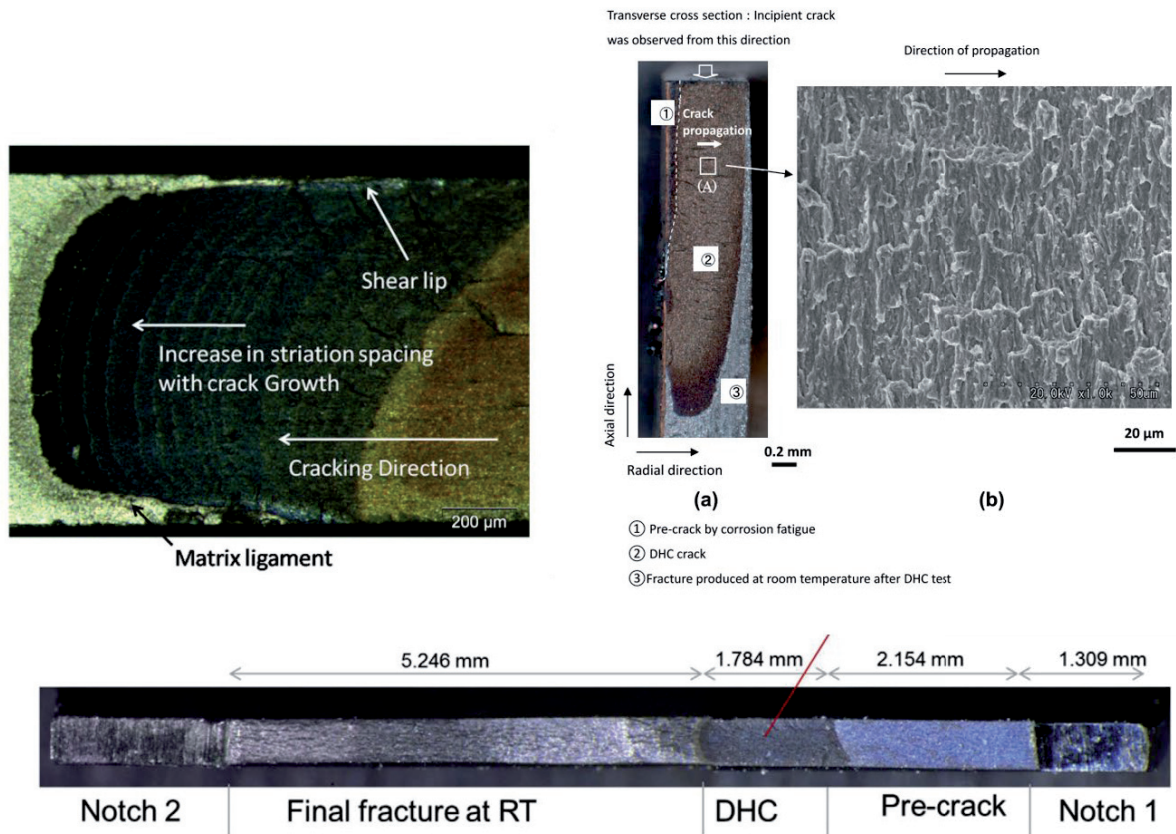 Shear lip
Increase in striation spacing
with crack Growth
Cracking Direction
200 µm
Matrix ligament
Transverse cross section : Incipient crack
was observed from this direction
①
Crack
propagation
(A)
②
③
Axial direction
Radial direction
0.2 mm
(a)
Direction of propagation
20.0kV x1.0k 50um
20 µm
(b)
① Pre-crack by corrosion fatigue
② DHC crack
③Fracture produced at room temperature after DHC test
5.246 mm
1.784 mm
2.154 mm
1.309 mm
Notch 2
Final fracture at RT
DHC
Pre-crack
Notch 1